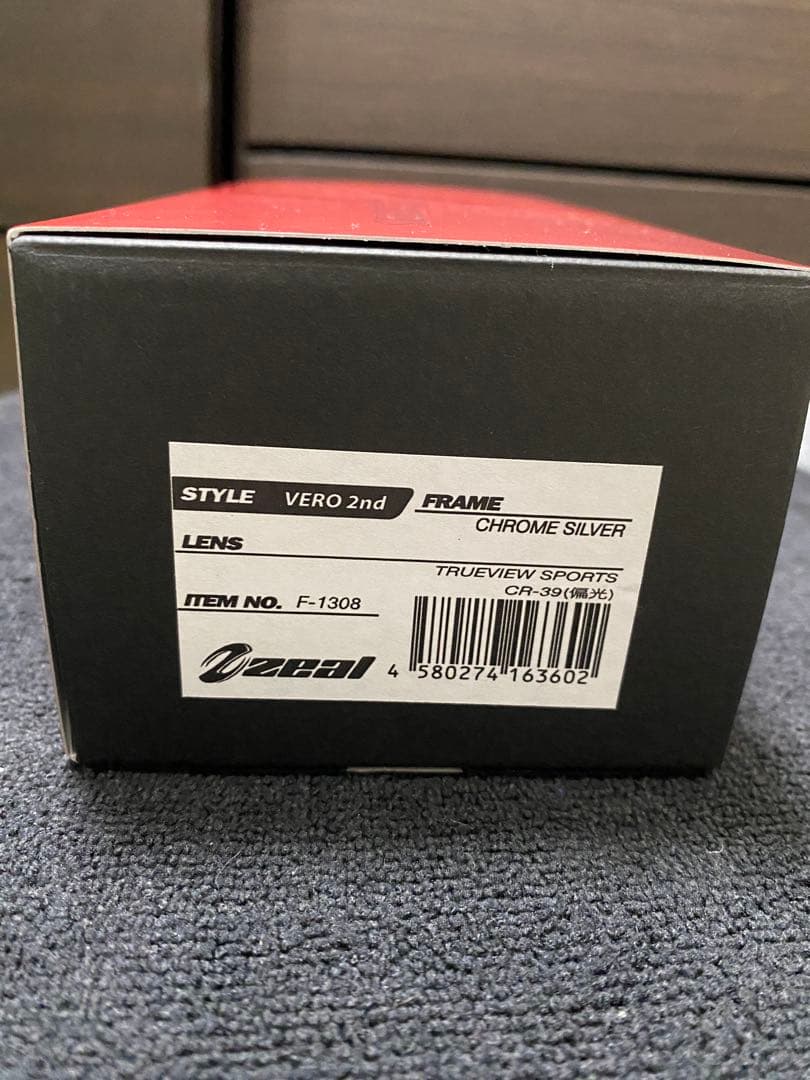 STYLE VERO 2nd FRAME
CHROME SILVER
LENS
TRUEVIEW SPORTS
CR-39(偏光)
ITEM NO. F-1308
zeal
4 580274 163602